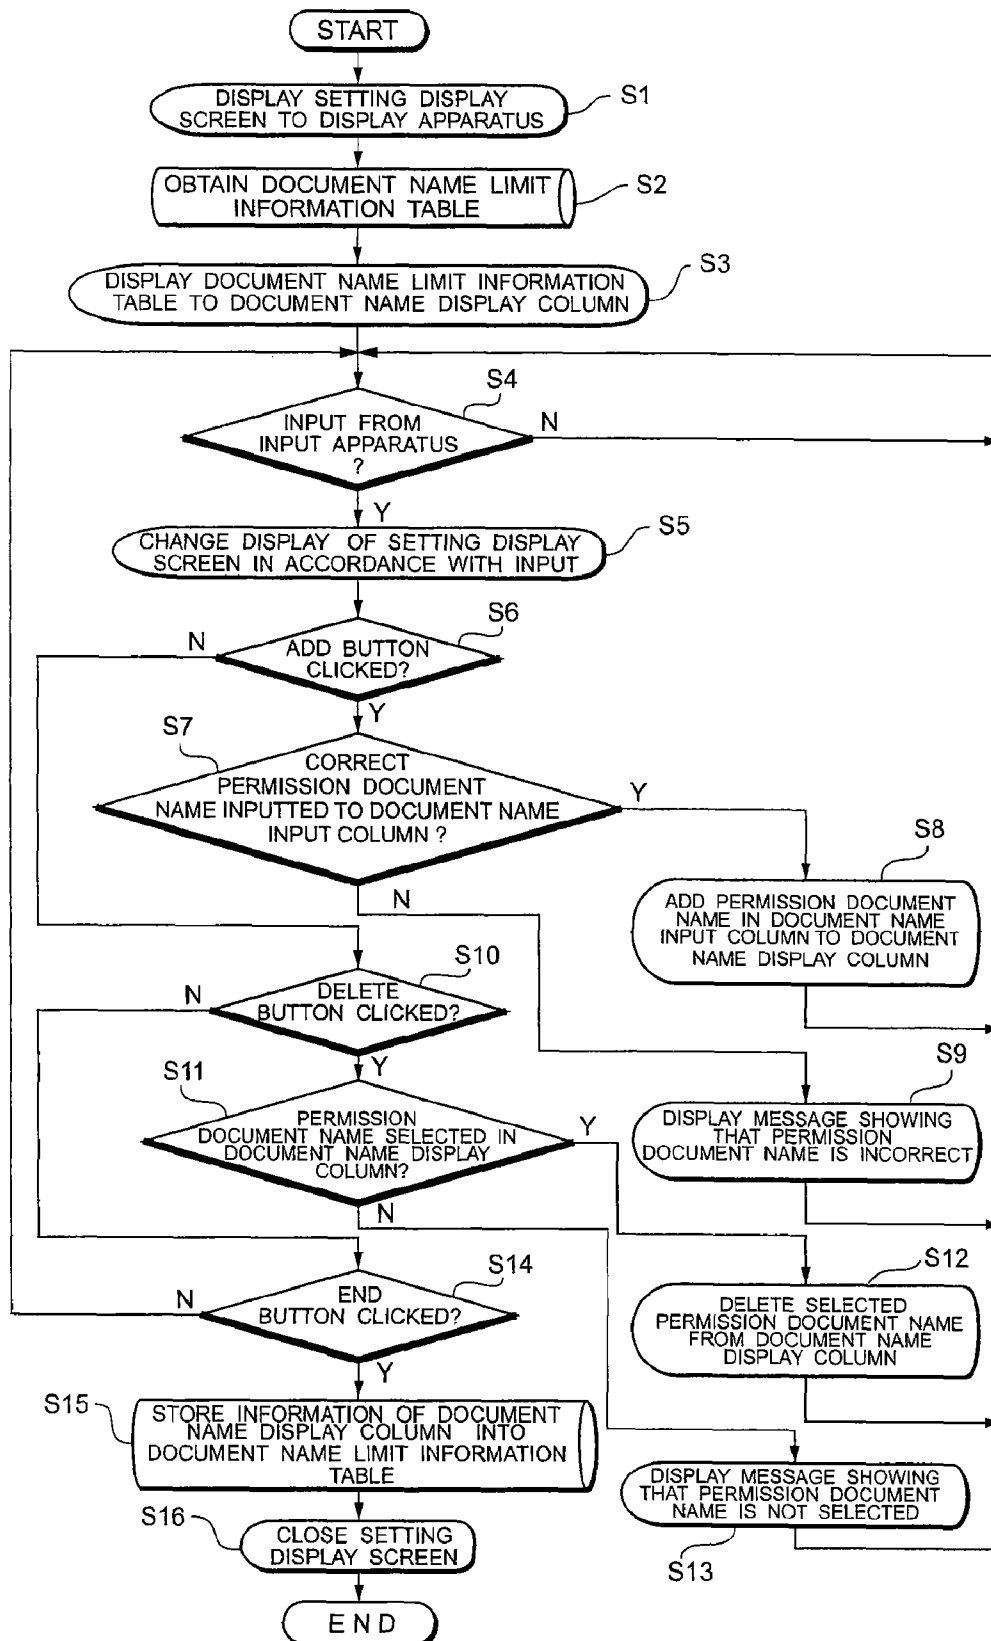 START
DISPLAY SETTING DISPLAY
SCREEN TO DISPLAY APPARATUS
S1
OBTAIN DOCUMENT NAME LIMIT
INFORMATION TABLE
S2
DISPLAY DOCUMENT NAME LIMIT INFORMATION
TABLE TO DOCUMENT NAME DISPLAY COLUMN
S3
S4
INPUT FROM
INPUT APPARATUS
?
N
Y
CHANGE DISPLAY OF SETTING DISPLAY
SCREEN IN ACCORDANCE WITH INPUT
S5
S6
N
ADD BUTTON
CLICKED?
Y
S7
CORRECT
PERMISSION DOCUMENT
NAME INPUTTED TO DOCUMENT NAME
INPUT COLUMN ?
Y
N
S8
ADD PERMISSION DOCUMENT
NAME IN DOCUMENT NAME
INPUT COLUMN TO DOCUMENT
NAME DISPLAY COLUMN
S10
N
DELETE
BUTTON CLICKED?
Y
S9
DISPLAY MESSAGE SHOWING
THAT PERMISSION
DOCUMENT NAME IS INCORRECT
S11
PERMISSION
DOCUMENT NAME SELECTED IN
DOCUMENT NAME DISPLAY
COLUMN?
Y
N
S12
DELETE SELECTED
PERMISSION DOCUMENT NAME
FROM DOCUMENT NAME
DISPLAY COLUMN
S14
N
END
BUTTON CLICKED?
Y
S15
STORE INFORMATION OF DOCUMENT
NAME DISPLAY COLUMN INTO
DOCUMENT NAME LIMIT INFORMATION
TABLE
DISPLAY MESSAGE SHOWING
THAT PERMISSION DOCUMENT
NAME IS NOT SELECTED
S13
S16
CLOSE SETTING
DISPLAY SCREEN
END